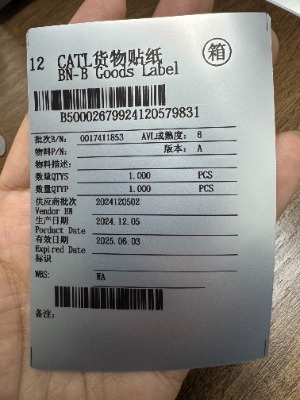 12 CATL货物贴纸 箱
BN-B Goods Label
B50002679924120579831
批次B/N: 0017411853 AVL成熟度: 6
物料P/N: 版本: A
物料描述:
数量QTYS 1.000 PCS
数量QTYP 1.000 PCS
供应商批次 2024120502
Vendor BN
生产日期 2024.12.05
Porduct Date
有效日期 2025.06.03
Expired Date
标识
WBS: NA
备注: